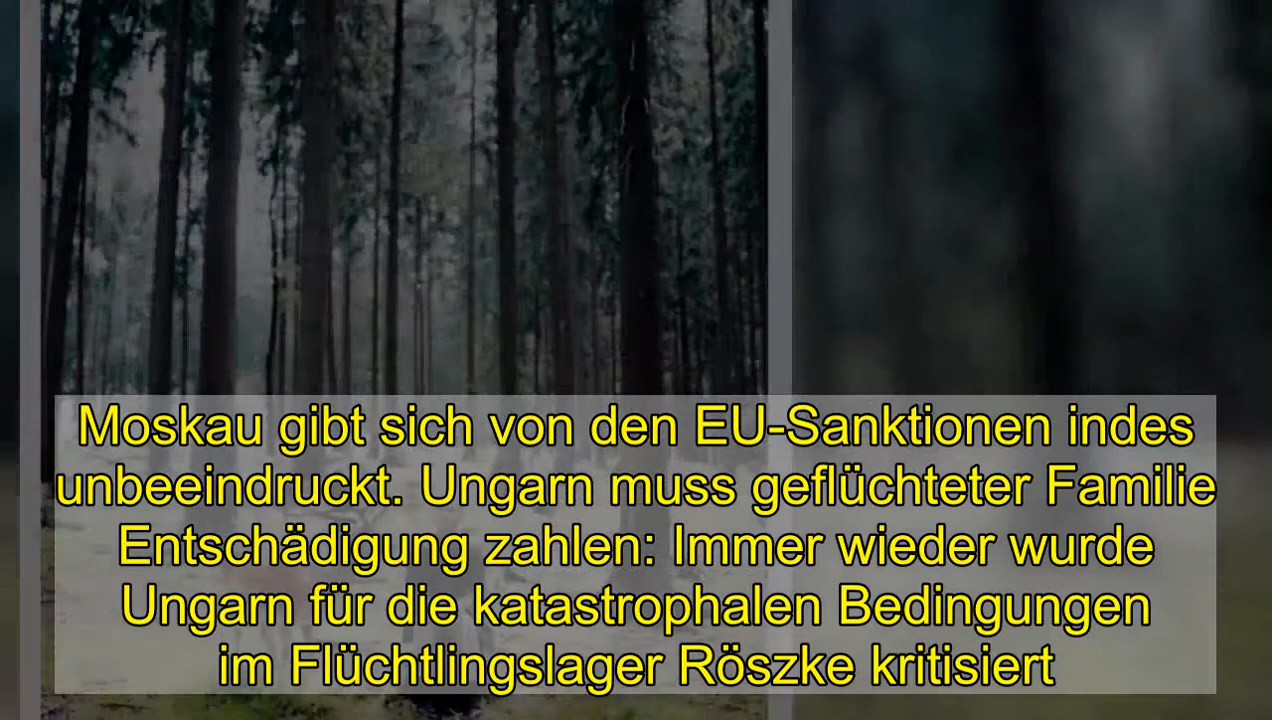 Moskau gibt sich von den EU-Sanktionen indes
unbeeindruckt. Ungarn muss geflüchteter Familie
Entschädigung zahlen: Immer wieder wurde
Ungarn für die katastrophalen Bedingungen
im Flüchtlingslager Röszke kritisiert